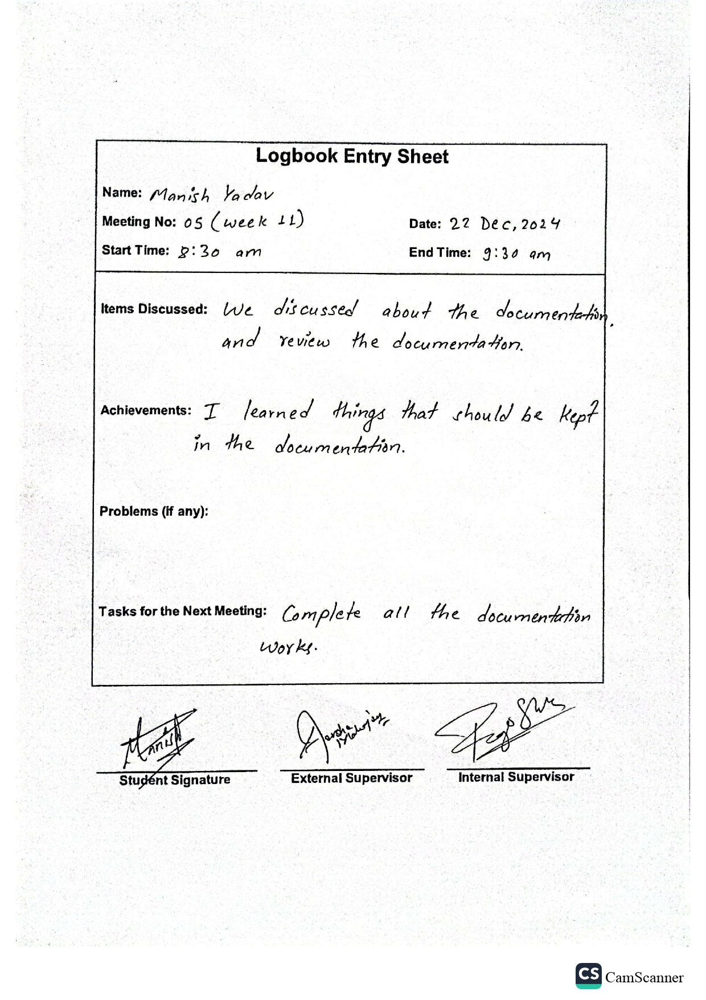 Logbook Entry Sheet
Name: Manish Yadav
Meeting No: 05 (week 11)
Date: 22 Dec, 2024
Start Time: 8:30 am
End Time: 9:30 am
Items Discussed: We discussed about the documentation.
and review the documentation.
Achievements: I learned things that should be kept
in the documentation.
Problems (if any):
Tasks for the Next Meeting: Complete all the documentation
works.
Manish
Student Signature
External Supervisor
Internal Supervisor
CS CamScanner